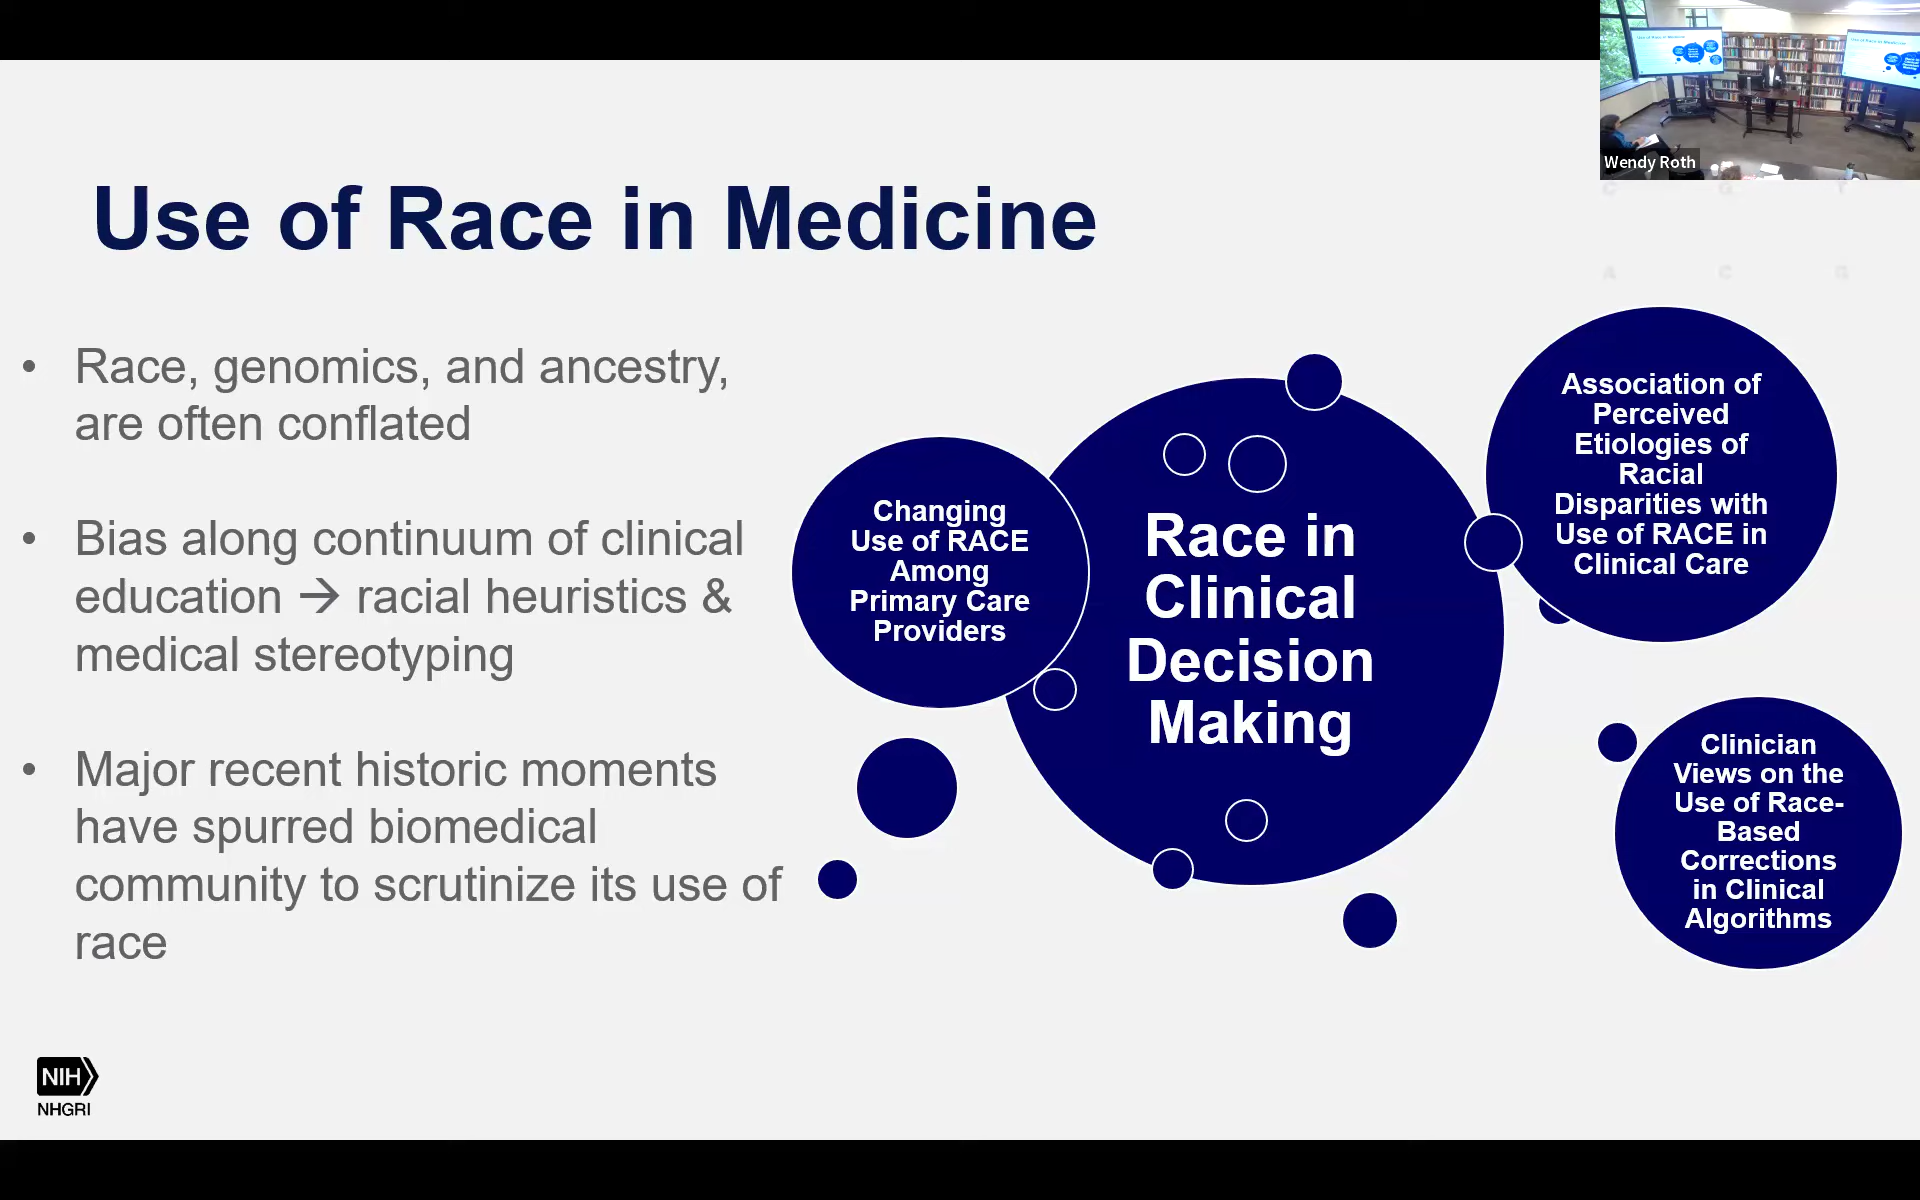 Wendy Roth
Use of Race in Medicine
A C G
• Race, genomics, and ancestry,
are often conflated
• Bias along continuum of clinical
education → racial heuristics &
medical stereotyping
• Major recent historic moments
have spurred biomedical
community to scrutinize its use of
race
Changing
Use of RACE
Among
Primary Care
Providers
Race in
Clinical
Decision
Making
Association of
Perceived
Etiologies of
Racial
Disparities with
Use of RACE in
Clinical Care
Clinician
Views on the
Use of Race-
Based
Corrections
in Clinical
Algorithms
NIH
NHGRI